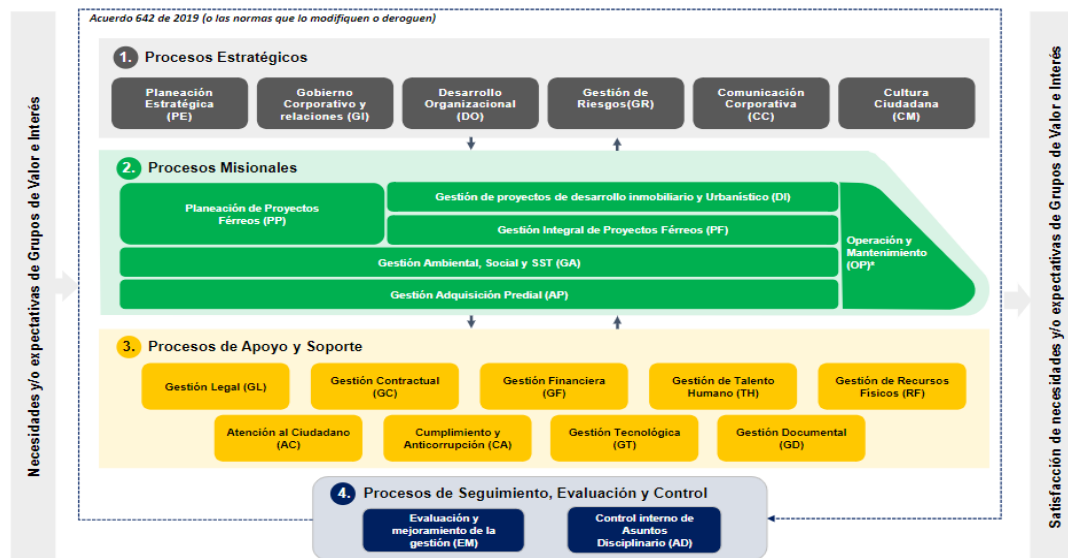 Acuerdo 642 de 2019 (o las normas que lo modifiquen o deroguen)
Necesidades y/o expectativas de Grupos de Valor e Interés
1. Procesos Estratégicos
Planeación
Estratégica
(PE)
Gobierno
Corporativo y
relaciones (GI)
Desarrollo
Organizacional
(DO)
Gestión de
Riesgos(GR)
Comunicación
Corporativa
(CC)
Cultura
Ciudadana
(CM)
2. Procesos Misionales
Planeación de Proyectos
Férreos (PP)
Gestión de proyectos de desarrollo inmobiliario y Urbanístico (DI)
Gestión Integral de Proyectos Férreos (PF)
Gestión Ambiental, Social y SST (GA)
Gestión Adquisición Predial (AP)
Operación y
Mantenimiento
(OP)*
3. Procesos de Apoyo y Soporte
Gestión Legal (GL)
Gestión Contractual
(GC)
Gestión Financiera
(GF)
Gestión de Talento
Humano (TH)
Gestión de Recursos
Físicos (RF)
Atención al Ciudadano
(AC)
Cumplimiento y
Anticorrupción (CA)
Gestión Tecnológica
(GT)
Gestión Documental
(GD)
4. Procesos de Seguimiento, Evaluación y Control
Evaluación y
mejoramiento de la
gestión (EM)
Control interno de
Asuntos
Disciplinario (AD)
Satisfacción de necesidades y/o expectativas de Grupos de Valor e Interés